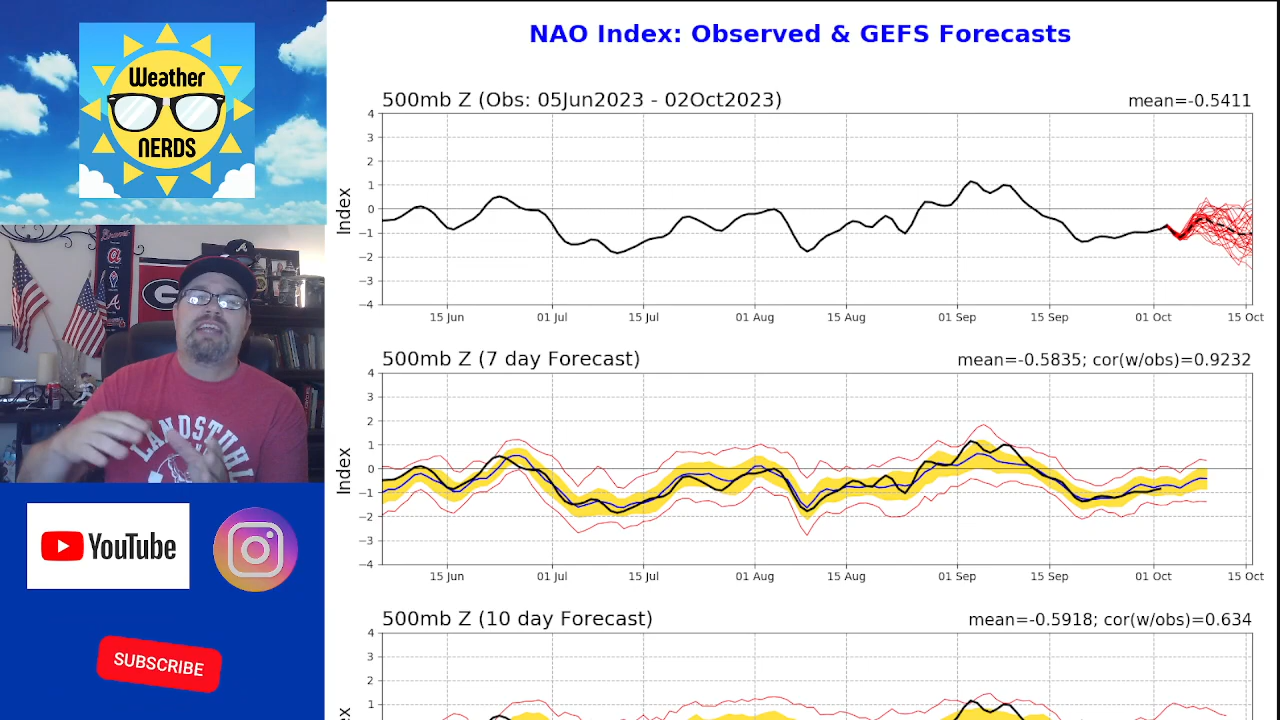 Weather
NERDS
Braves
G
A
LANDSTUHL
YouTube
SUBSCRIBE
NAO Index: Observed & GEFS Forecasts
500mb Z (Obs: 05Jun2023 - 02Oct2023)
mean=-0.5411
4
3
2
1
0
−1
−2
−3
−4
Index
15 Jun
01 Jul
15 Jul
01 Aug
15 Aug
01 Sep
15 Sep
01 Oct
15 Oct
500mb Z (7 day Forecast)
mean=-0.5835; cor(w/obs)=0.9232
4
3
2
1
0
−1
−2
−3
−4
Index
15 Jun
01 Jul
15 Jul
01 Aug
15 Aug
01 Sep
15 Sep
01 Oct
15 Oct
500mb Z (10 day Forecast)
mean=-0.5918; cor(w/obs)=0.634
4
3
2
1